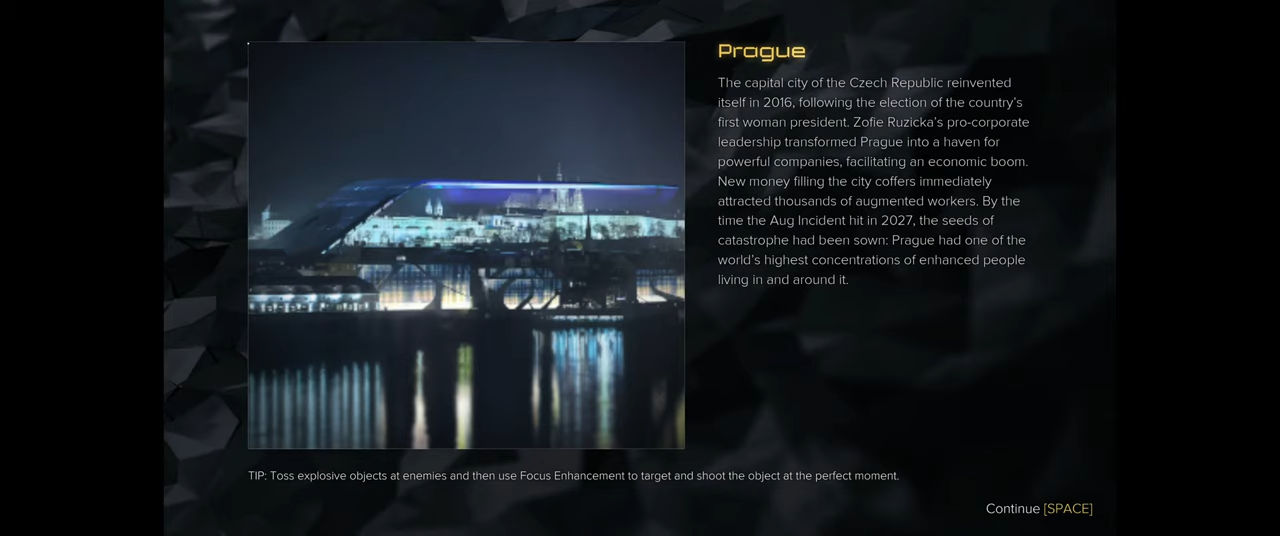 Prague
The capital city of the Czech Republic reinvented
itself in 2016, following the election of the country's
first woman president. Zofie Ruzicka's pro-corporate
leadership transformed Prague into a haven for
powerful companies, facilitating an economic boom.
New money filling the city coffers immediately
attracted thousands of augmented workers. By the
time the Aug Incident hit in 2027, the seeds of
catastrophe had been sown: Prague had one of the
world's highest concentrations of enhanced people
living in and around it.
TIP: Toss explosive objects at enemies and then use Focus Enhancement to target and shoot the object at the perfect moment.
Continue [SPACE]